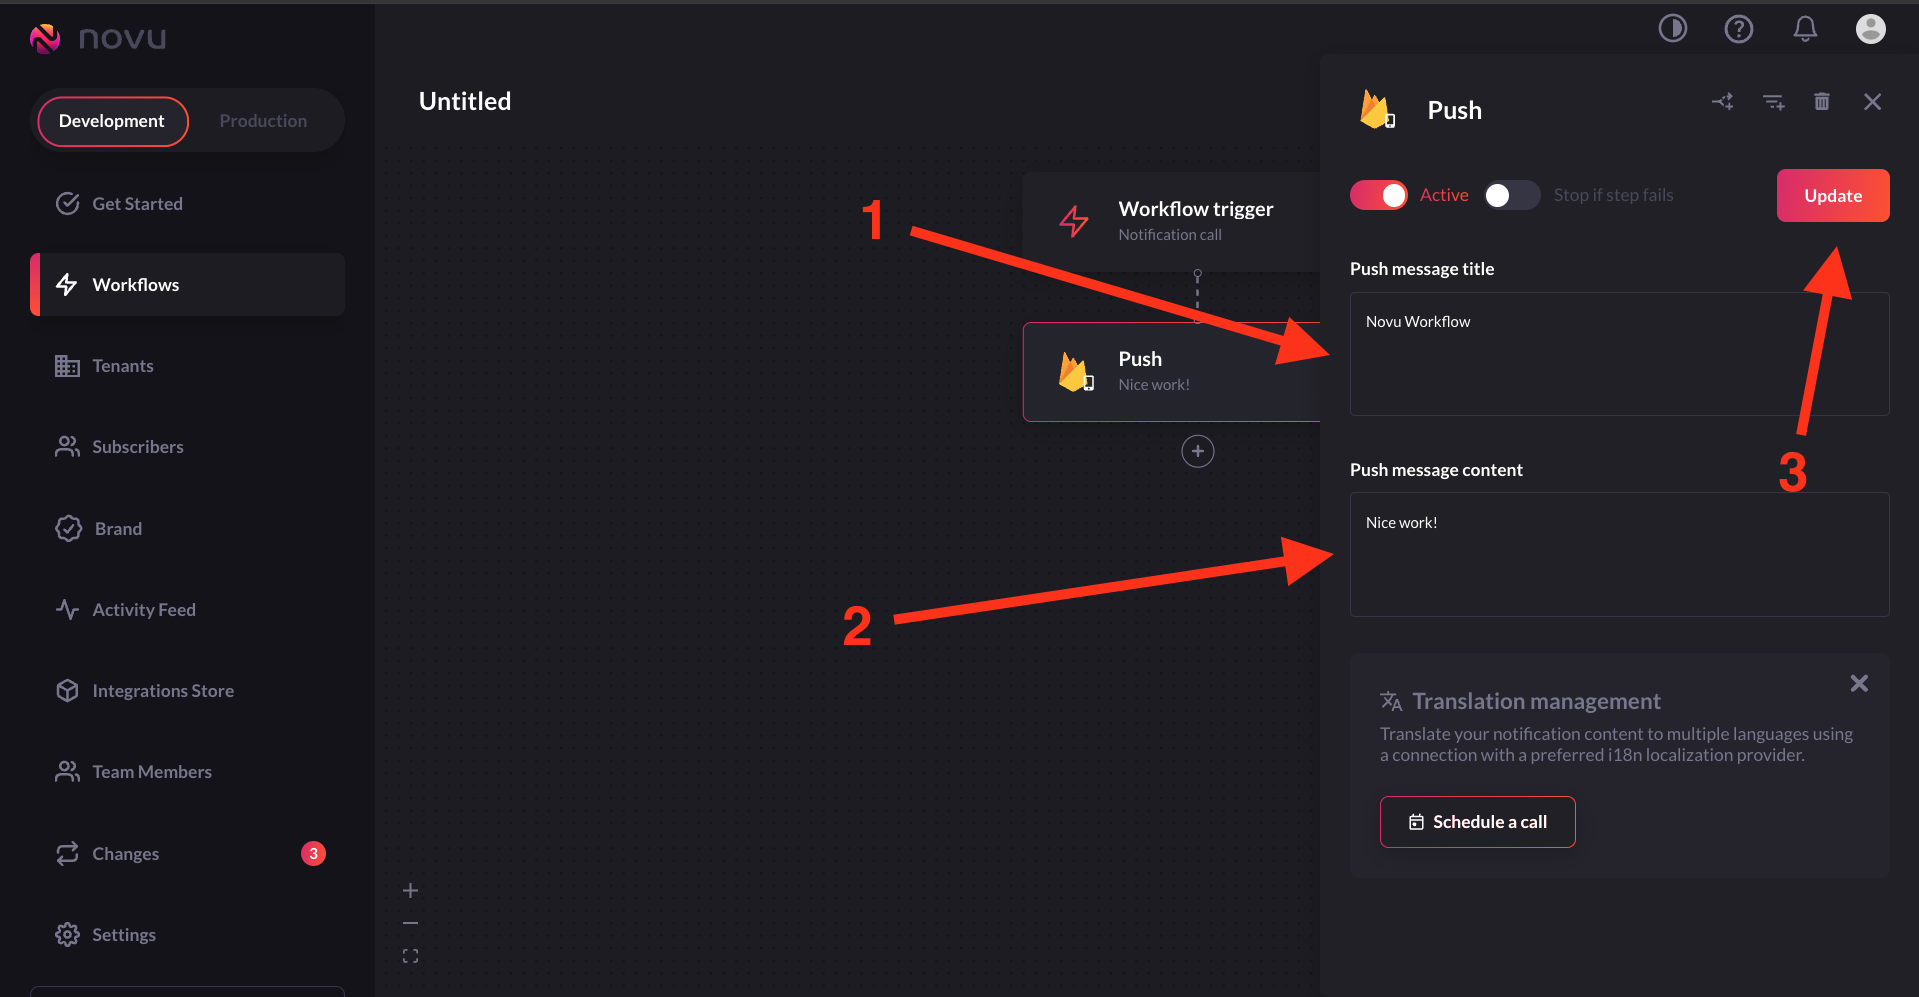 novu
Development
Production
Get Started
Workflows
Tenants
Subscribers
Brand
Activity Feed
Integrations Store
Team Members
Changes
3
Settings
Untitled
Workflow trigger
Notification call
Push
Nice work!
1
2
Push
Active
Stop if step fails
Update
Push message title
Novu Workflow
3
Push message content
Nice work!
Translation management
Translate your notification content to multiple languages using
a connection with a preferred i18n localization provider.
Schedule a call